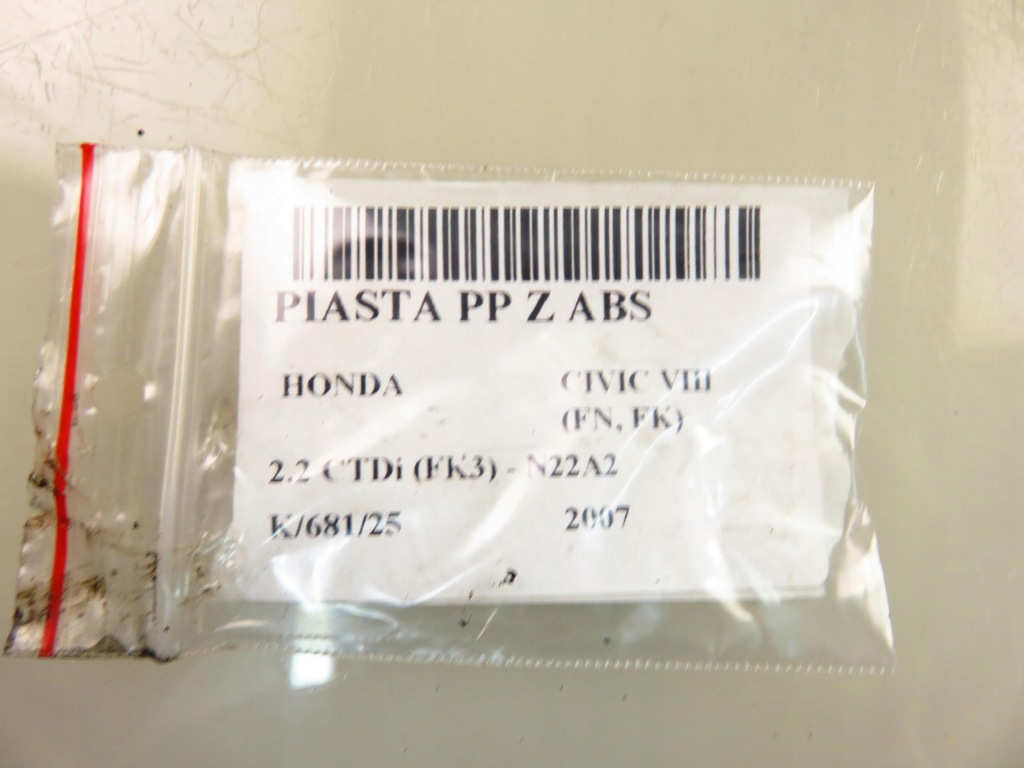 PIASTA PP Z ABS
HONDA CIVIC VIII
(FN, FK)
2.2 CTDi (FK3) - N22A2
K/681/25 2007